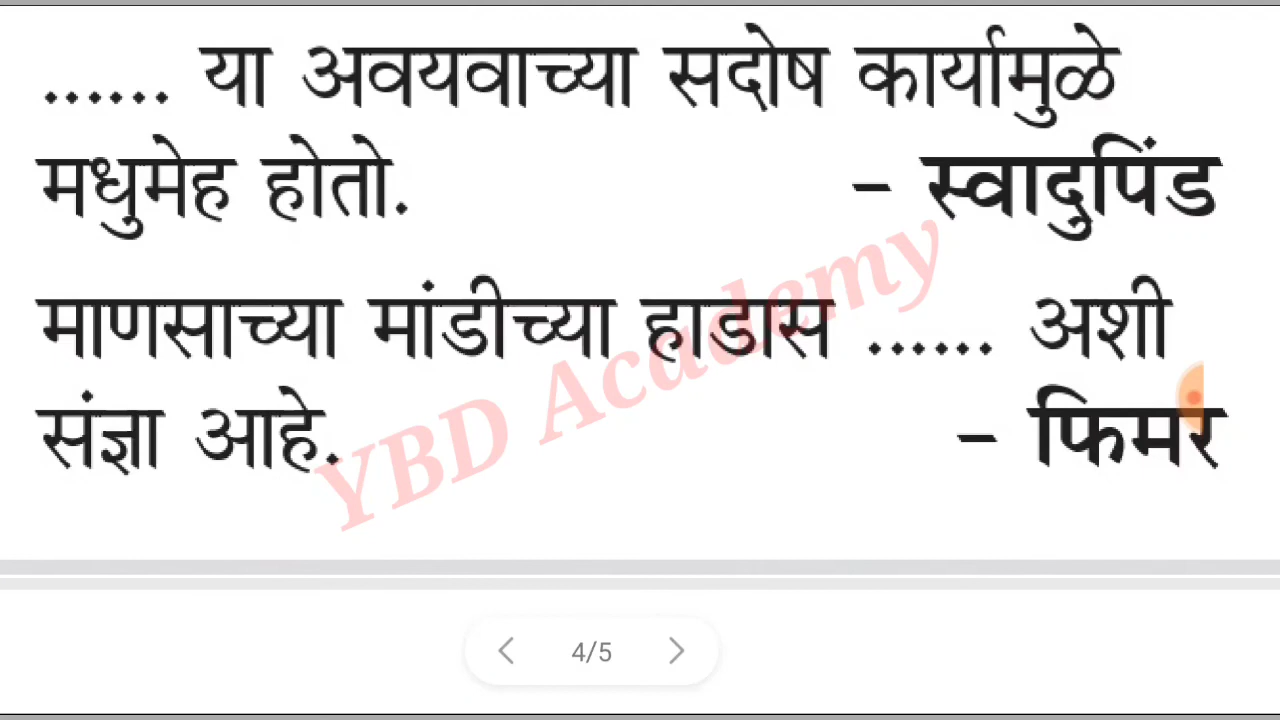 ...... या अवयवाच्या सदोष कार्यामुळे
मधुमेह होतो. – स्वादुपिंड
माणसाच्या मांडीच्या हाडास ...... अशी
संज्ञा आहे. – फिमर
YBD Academy
4/5